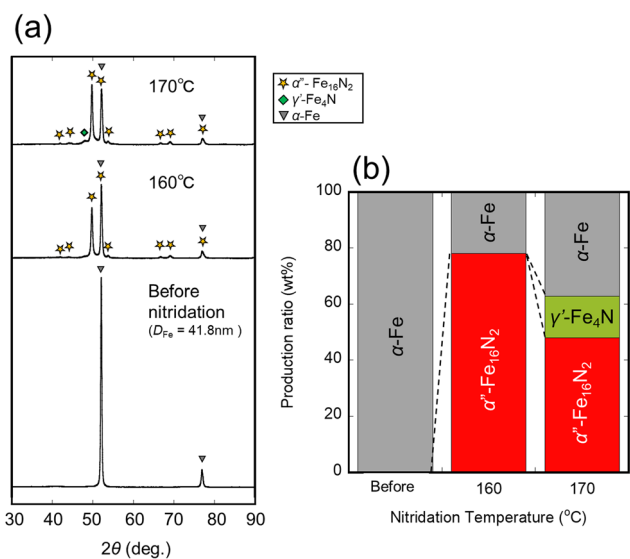 (a)
170°C
160°C
Before
nitridation
(D_Fe = 41.8nm )
30 40 50 60 70 80 90
2θ (deg.)
α"- Fe₁₆N₂
γ'-Fe₄N
α-Fe
(b)
Production ratio (wt%)
100
80
60
40
20
0
α-Fe
α-Fe
α"-Fe₁₆N₂
α-Fe
γ'-Fe₄N
α"-Fe₁₆N₂
Before 160 170
Nitridation Temperature (°C)